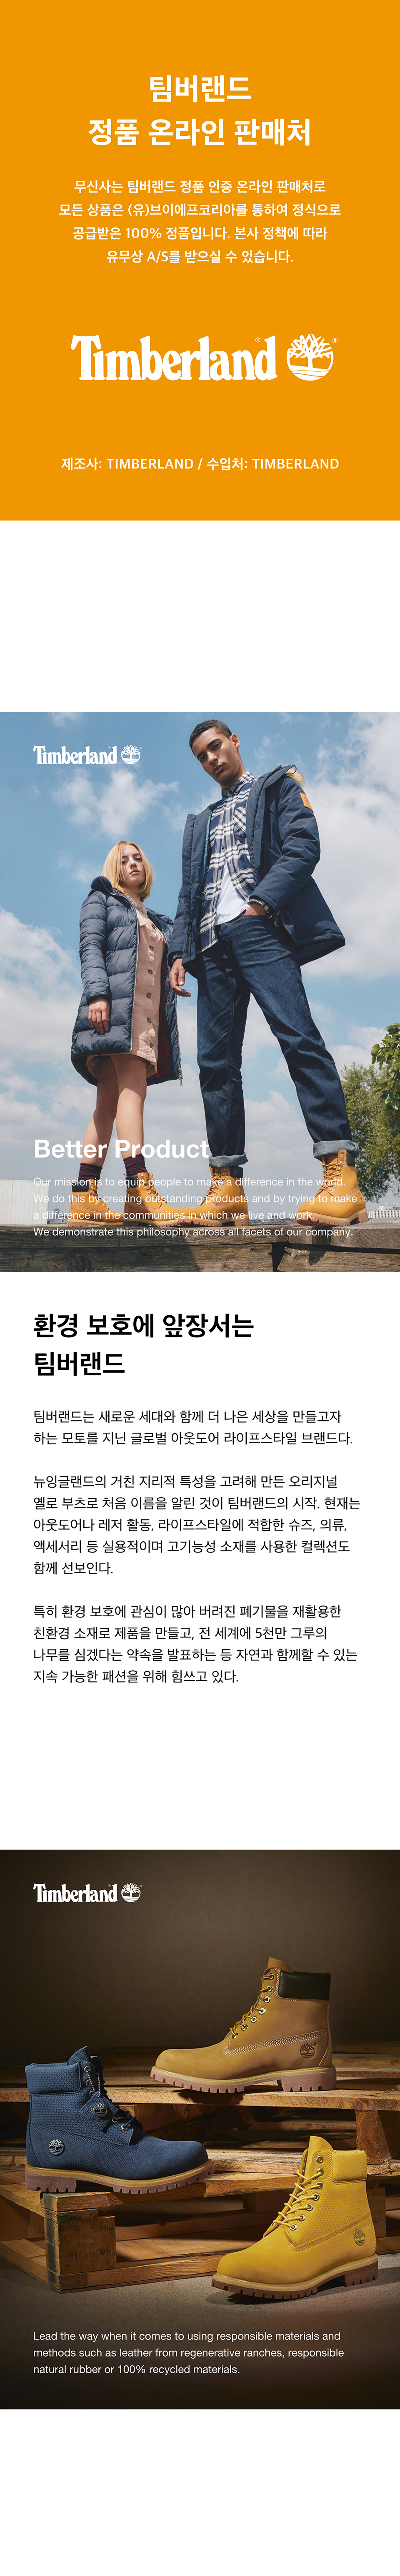 팀버랜드
정품 온라인 판매처
무신사는 팀버랜드 정품 인증 온라인 판매처로
모든 상품은 (유)브이에프코리아를 통하여 정식으로
공급받은 100% 정품입니다. 본사 정책에 따라
유무상 A/S를 받으실 수 있습니다.
Timberland
제조사: TIMBERLAND / 수입처: TIMBERLAND
Timberland
Better Product
Our mission is to equip people to make a difference in the world.
We do this by creating outstanding products and by trying to make
a difference in the communities in which we live and work.
We demonstrate this philosophy across all facets of our company.
환경 보호에 앞장서는
팀버랜드
팀버랜드는 새로운 세대와 함께 더 나은 세상을 만들고자
하는 모토를 지닌 글로벌 아웃도어 라이프스타일 브랜드다.
뉴잉글랜드의 거친 지리적 특성을 고려해 만든 오리지널
옐로 부츠로 처음 이름을 알린 것이 팀버랜드의 시작. 현재는
아웃도어나 레저 활동, 라이프스타일에 적합한 슈즈, 의류,
액세서리 등 실용적이며 고기능성 소재를 사용한 컬렉션도
함께 선보인다.
특히 환경 보호에 관심이 많아 버려진 폐기물을 재활용한
친환경 소재로 제품을 만들고, 전 세계에 5천만 그루의
나무를 심겠다는 약속을 발표하는 등 자연과 함께할 수 있는
지속 가능한 패션을 위해 힘쓰고 있다.
Timberland
Lead the way when it comes to using responsible materials and
methods such as leather from regenerative ranches, responsible
natural rubber or 100% recycled materials.